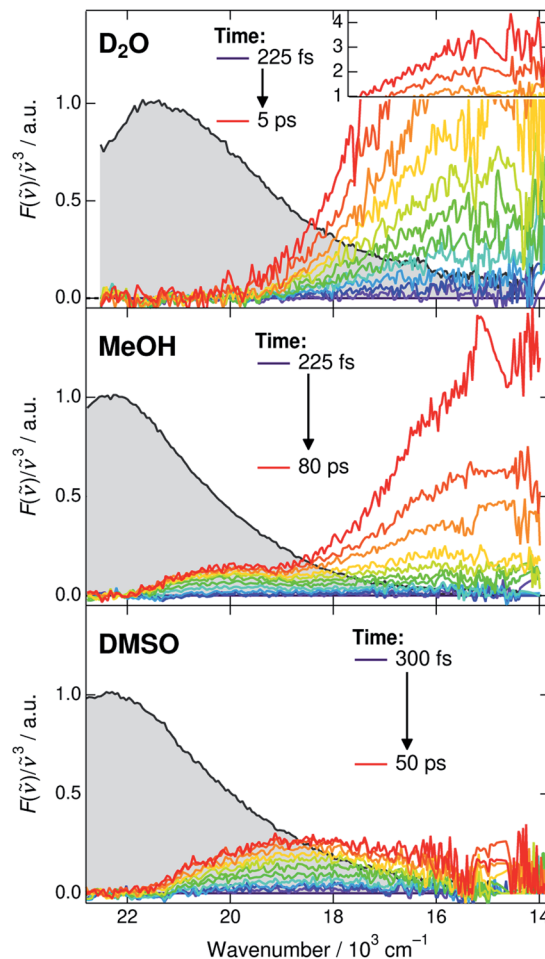 D₂O
Time:
225 fs
5 ps
4
3
2
1
1.0
0.5
0.0
F(ṽ)/ṽ³ / a.u.
MeOH
Time:
225 fs
80 ps
1.0
0.5
0.0
F(ṽ)/ṽ³ / a.u.
DMSO
Time:
300 fs
50 ps
1.0
0.5
0.0
F(ṽ)/ṽ³ / a.u.
22 20 18 16 14
Wavenumber / 10³ cm⁻¹